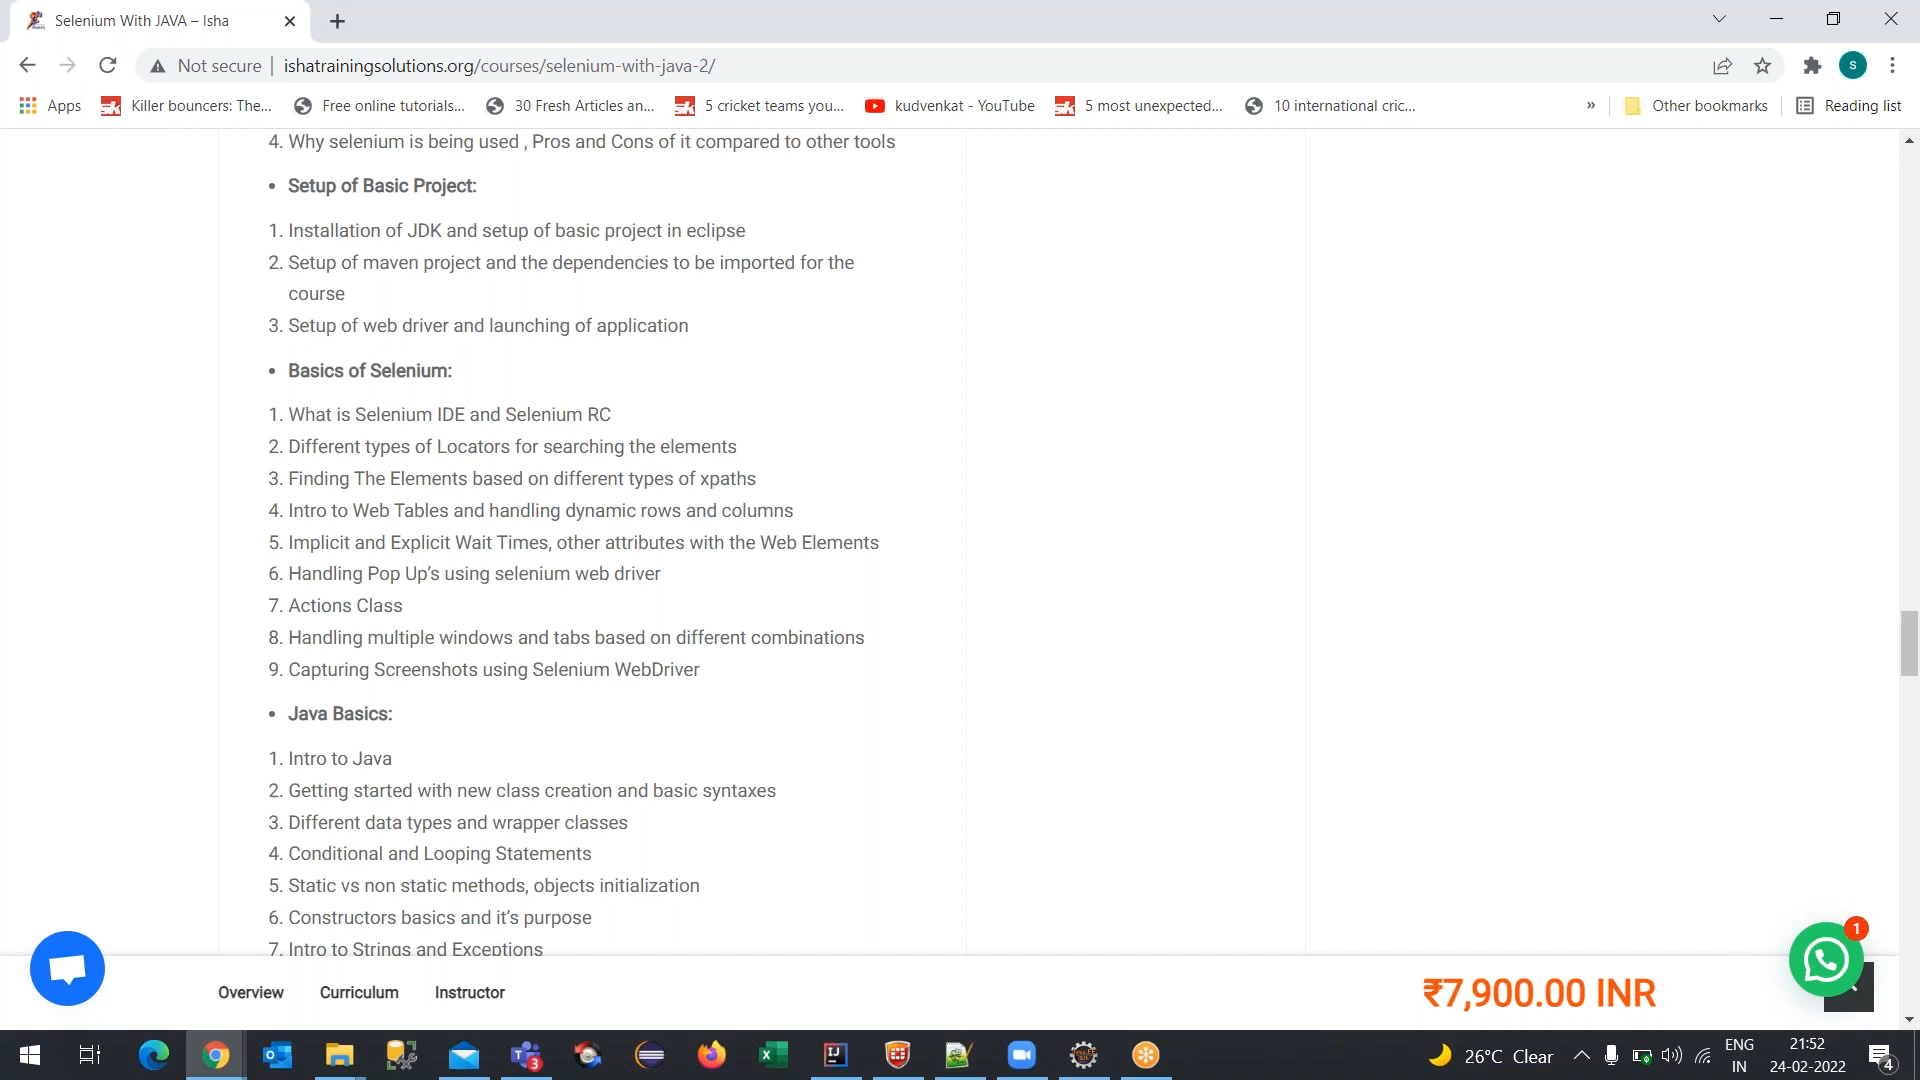 Selenium With JAVA – Isha
Not secure
ishatrainingsolutions.org/courses/selenium-with-java-2/
S
Apps
Killer bouncers: The...
Free online tutorials...
30 Fresh Articles an...
5 cricket teams you...
kudvenkat - YouTube
5 most unexpected...
10 international cric...
»
Other bookmarks
Reading list
4. Why selenium is being used , Pros and Cons of it compared to other tools
• Setup of Basic Project:
1. Installation of JDK and setup of basic project in eclipse
2. Setup of maven project and the dependencies to be imported for the
course
3. Setup of web driver and launching of application
• Basics of Selenium:
1. What is Selenium IDE and Selenium RC
2. Different types of Locators for searching the elements
3. Finding The Elements based on different types of xpaths
4. Intro to Web Tables and handling dynamic rows and columns
5. Implicit and Explicit Wait Times, other attributes with the Web Elements
6. Handling Pop Up’s using selenium web driver
7. Actions Class
8. Handling multiple windows and tabs based on different combinations
9. Capturing Screenshots using Selenium WebDriver
• Java Basics:
1. Intro to Java
2. Getting started with new class creation and basic syntaxes
3. Different data types and wrapper classes
4. Conditional and Looping Statements
5. Static vs non static methods, objects initialization
6. Constructors basics and it’s purpose
7. Intro to Strings and Exceptions
1
Overview
Curriculum
Instructor
₹7,900.00 INR
3
26°C Clear
ENG
IN
21:52
24-02-2022
4